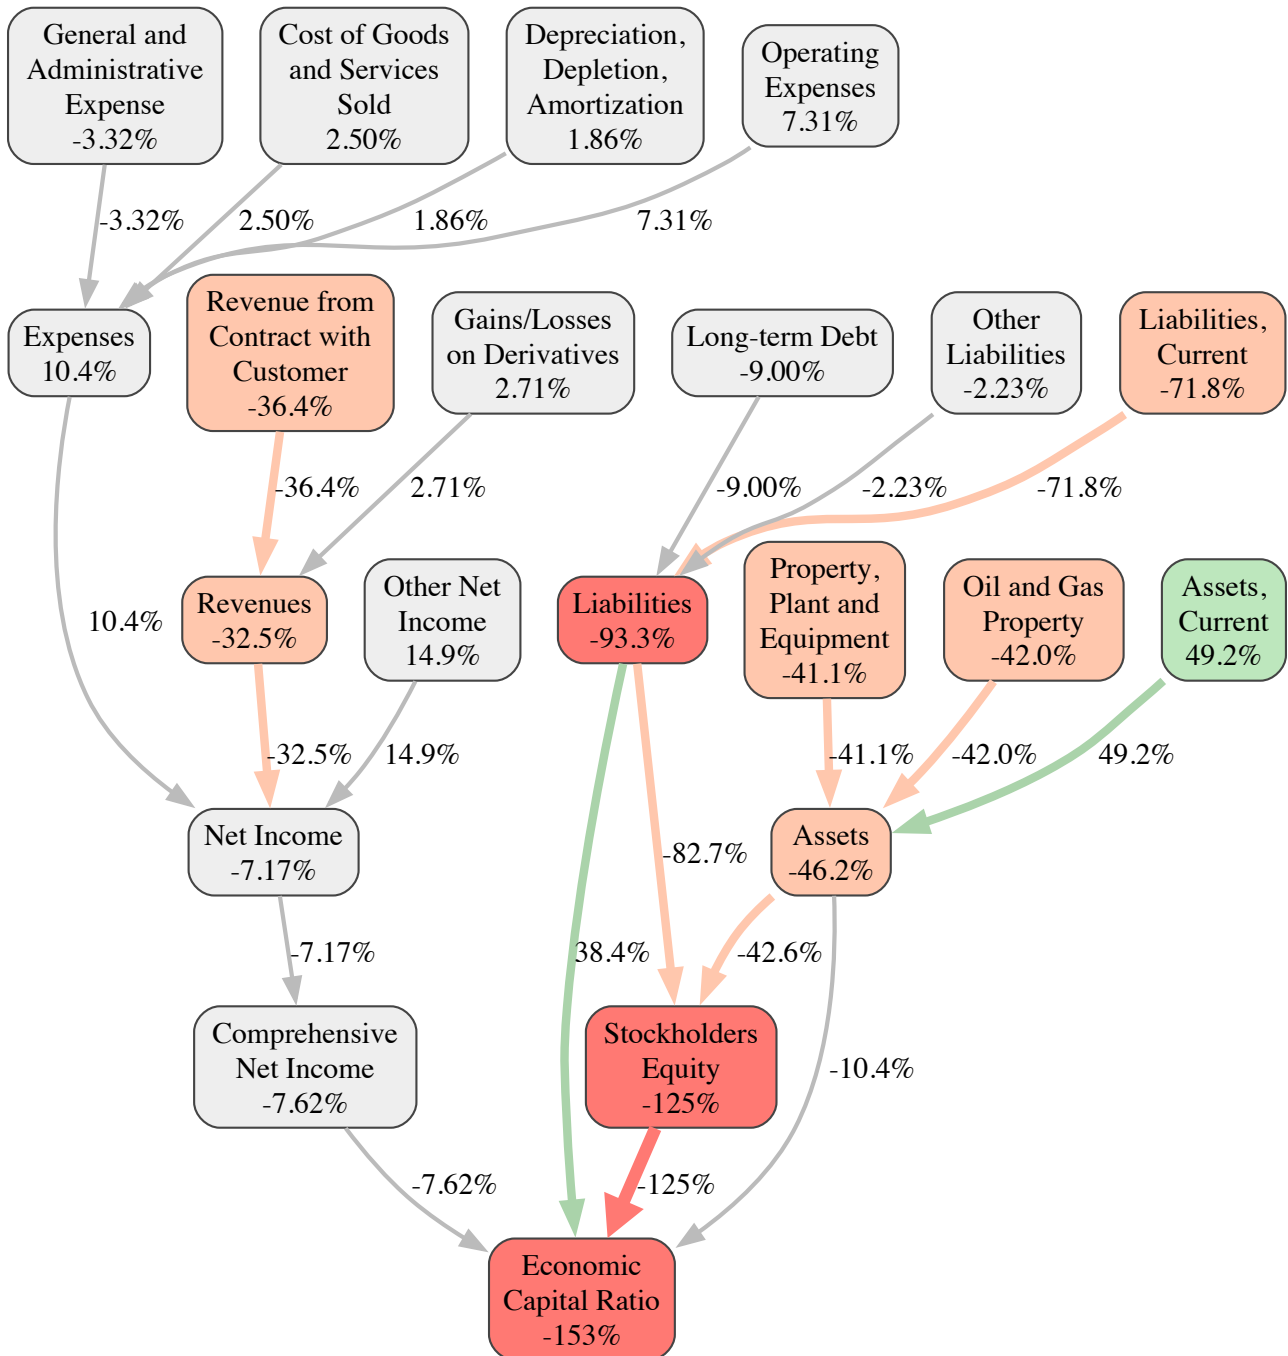 General and
Administrative
Expense
-3.32%
Cost of Goods
and Services
Sold
2.50%
Depreciation,
Depletion,
Amortization
1.86%
Operating
Expenses
7.31%
-3.32%
2.50%
1.86%
7.31%
Expenses
10.4%
Revenue from
Contract with
Customer
-36.4%
Gains/Losses
on Derivatives
2.71%
Long-term Debt
-9.00%
Other
Liabilities
-2.23%
Liabilities,
Current
-71.8%
-36.4%
2.71%
-9.00%
-2.23%
-71.8%
10.4%
Revenues
-32.5%
Other Net
Income
14.9%
Liabilities
-93.3%
Property,
Plant and
Equipment
-41.1%
Oil and Gas
Property
-42.0%
Assets,
Current
49.2%
-32.5%
14.9%
-41.1%
-42.0%
49.2%
Net Income
-7.17%
-82.7%
Assets
-46.2%
-7.17%
38.4%
-42.6%
Comprehensive
Net Income
-7.62%
Stockholders
Equity
-125%
-10.4%
-7.62%
-125%
Economic
Capital Ratio
-153%